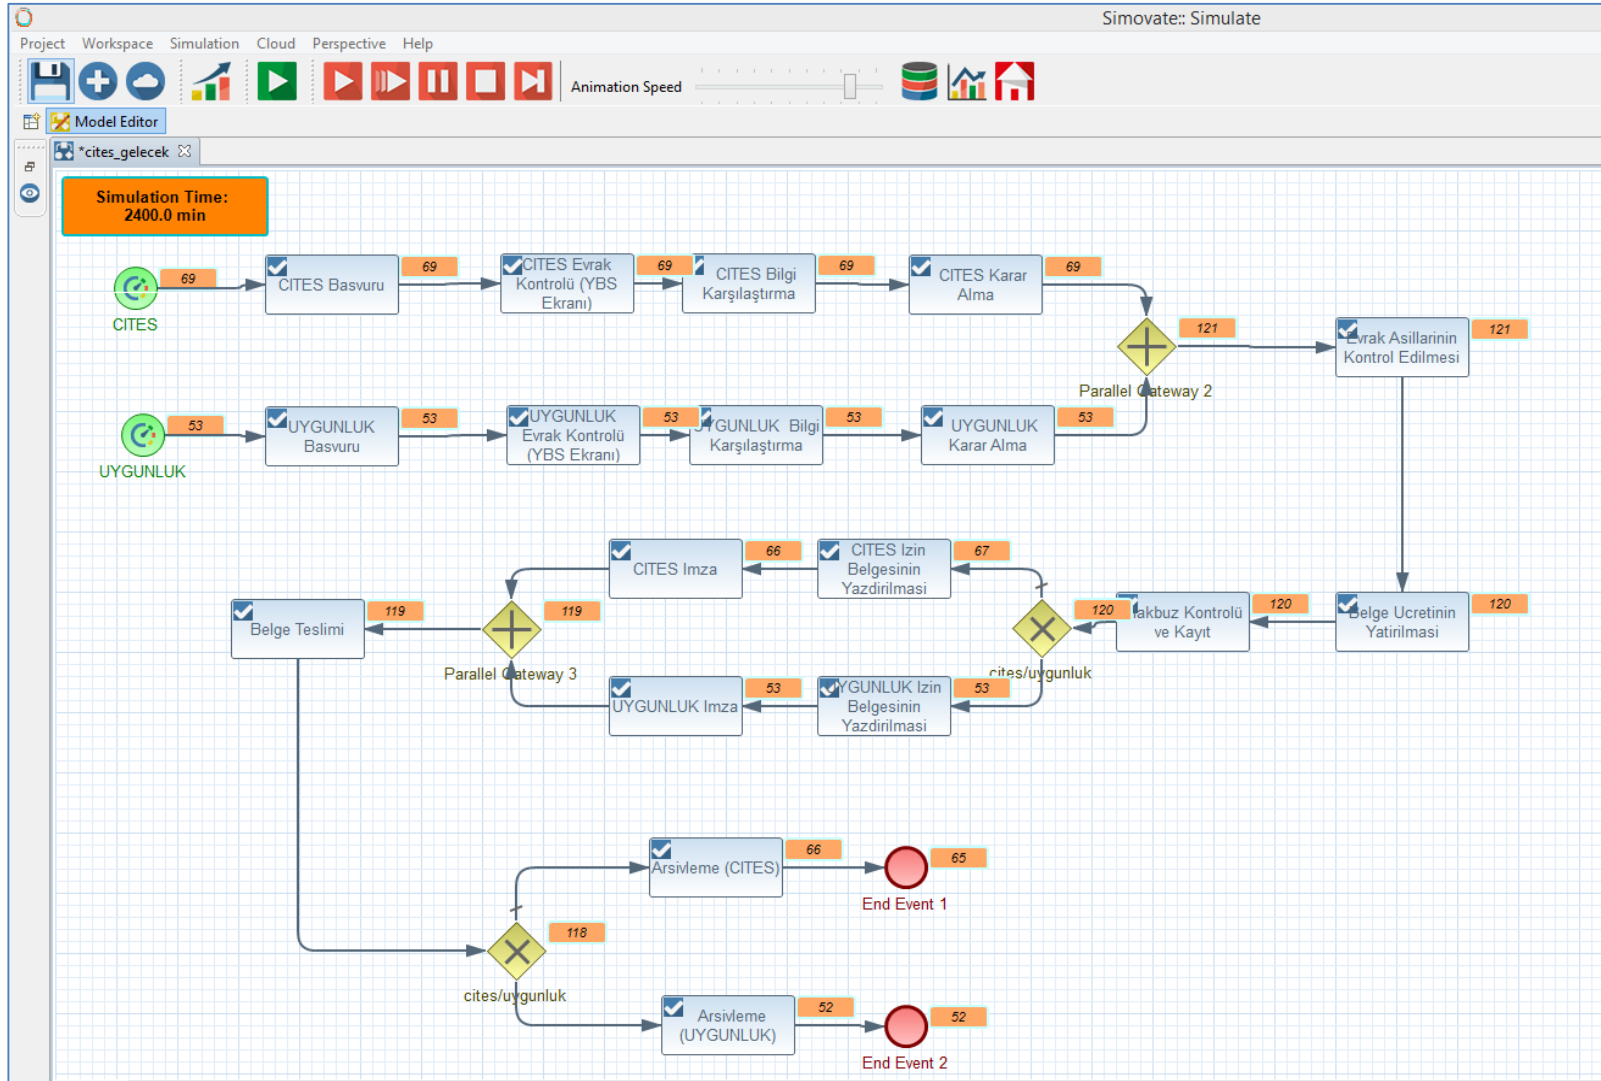 Simovate:: Simulate
Project Workspace Simulation Cloud Perspective Help
Animation Speed
Model Editor
*cites_gelecek
Simulation Time:
2400.0 min
CITES
69
CITES Basvuru
69
CITES Evrak
Kontrolü (YBS
Ekranı)
69
CITES Bilgi
Karşılaştırma
69
CITES Karar
Alma
69
Parallel Gateway 2
121
Evrak Asillarinin
Kontrol Edilmesi
121
UYGUNLUK
53
UYGUNLUK
Basvuru
53
UYGUNLUK
Evrak Kontrolü
(YBS Ekranı)
53
UYGUNLUK Bilgi
Karşılaştırma
53
UYGUNLUK
Karar Alma
53
CITES Imza
66
CITES Izin
Belgesinin
Yazdirilmasi
67
Belge Teslimi
119
Parallel Gateway 3
119
cites/uygunluk
120
Takbuz Kontrolü
ve Kayıt
120
Belge Ucretinin
Yatirilmasi
120
UYGUNLUK Imza
53
UYGUNLUK Izin
Belgesinin
Yazdirilmasi
53
Arsivleme (CITES)
66
65
End Event 1
118
cites/uygunluk
Arsivleme
(UYGUNLUK)
52
52
End Event 2